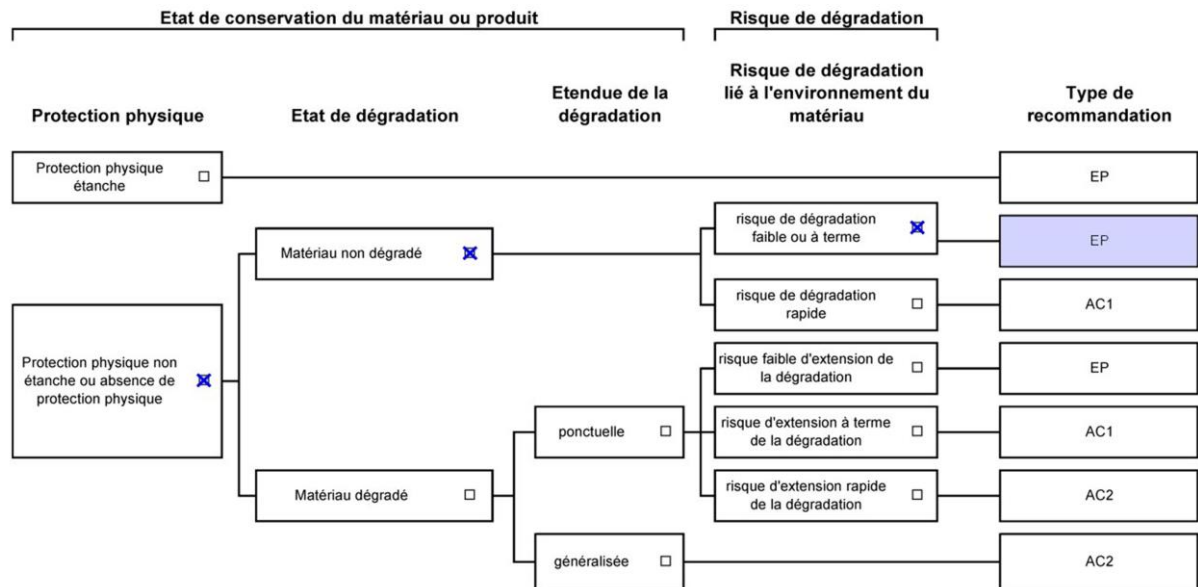 Etat de conservation du matériau ou produit
Risque de dégradation
Protection physique
Etat de dégradation
Etendue de la
dégradation
Risque de dégradation
lié à l'environnement du
matériau
Type de
recommandation
Protection physique
étanche
EP
Protection physique non
étanche ou absence de
protection physique
Matériau non dégradé
risque de dégradation
faible ou à terme
EP
risque de dégradation
rapide
AC1
Matériau dégradé
ponctuelle
risque faible d'extension de
la dégradation
EP
risque d'extension à terme
de la dégradation
AC1
risque d'extension rapide
de la dégradation
AC2
généralisée
AC2